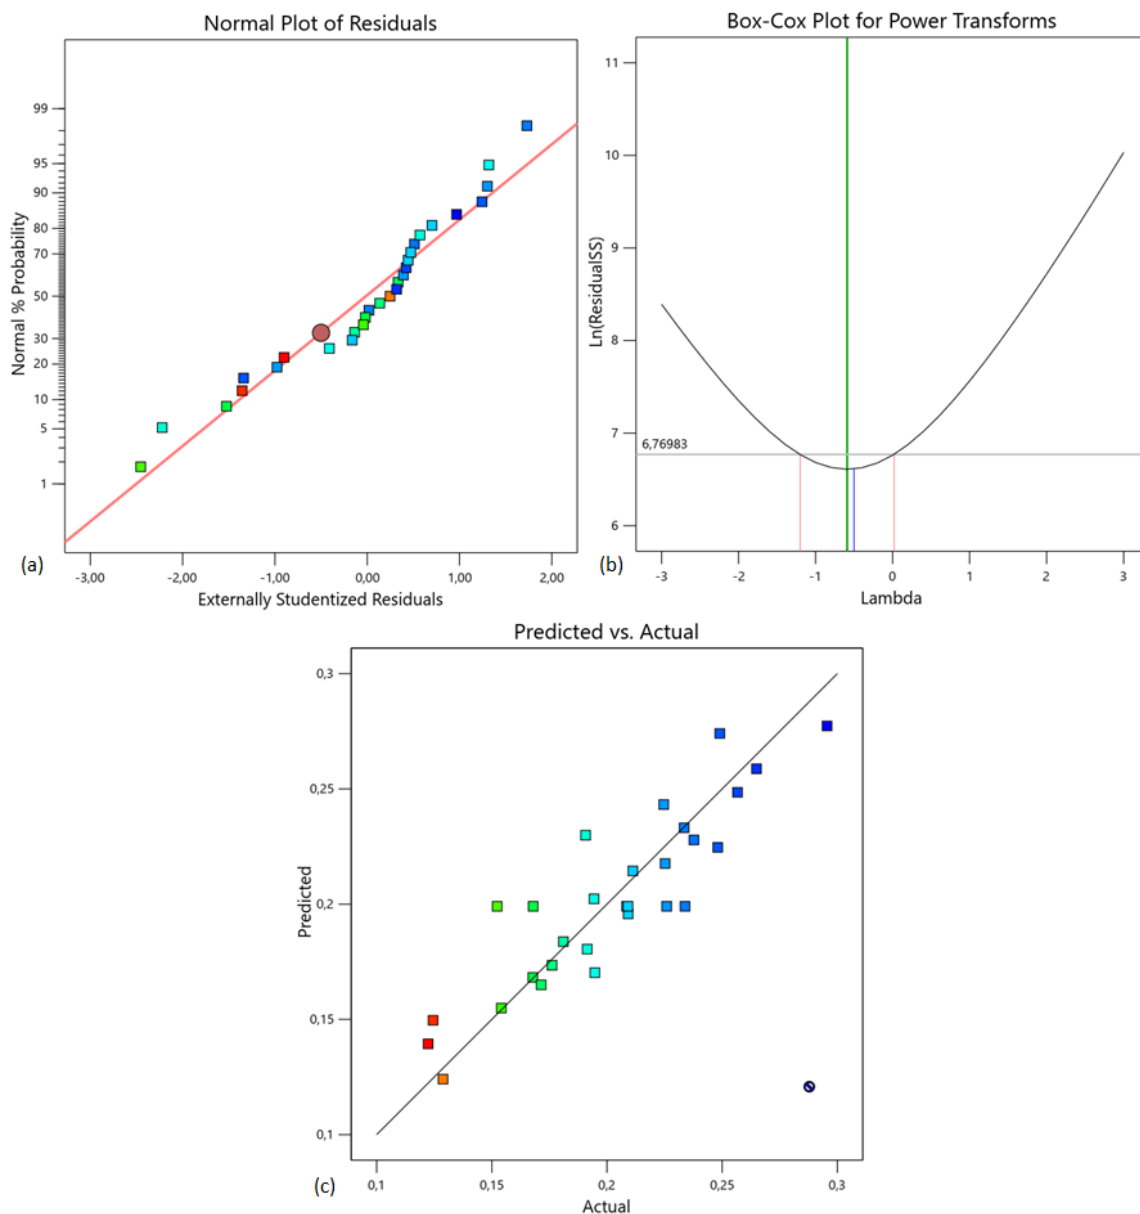 Normal Plot of Residuals
Normal % Probability
99
95
90
80
70
50
30
20
10
5
1
-3,00 -2,00 -1,00 0,00 1,00 2,00
Externally Studentized Residuals
(a)
Box-Cox Plot for Power Transforms
Ln(ResidualSS)
11
10
9
8
7
6
6,76983
-3 -2 -1 0 1 2 3
Lambda
(b)
Predicted vs. Actual
Predicted
0,3
0,25
0,2
0,15
0,1
0,1 0,15 0,2 0,25 0,3
Actual
(c)